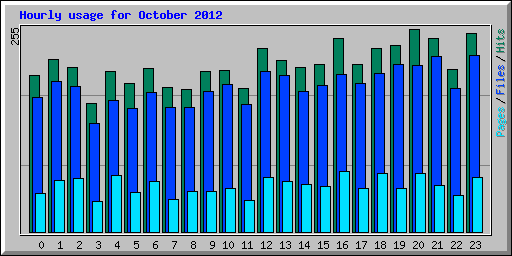 Hourly usage for October 2012
255
Pages/Files/Hits
0 1 2 3 4 5 6 7 8 9 10 11 12 13 14 15 16 17 18 19 20 21 22 23